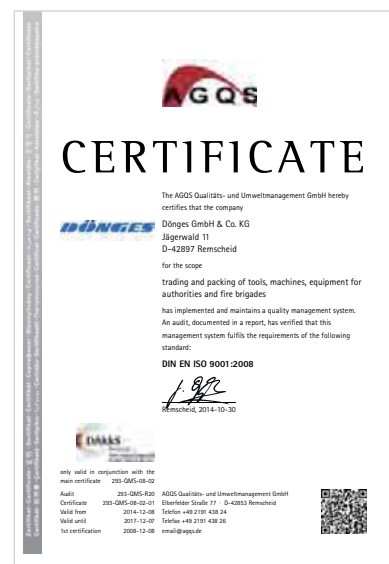 AGQS
CERTIFICATE
The AGQS Qualitäts- und Umweltmanagement GmbH hereby
certifies that the company
DÖNGES
Dönges GmbH & Co. KG
Jägerwald 11
D-42897 Remscheid
for the scope
trading and packing of tools, machines, equipment for
authorities and fire brigades
has implemented and maintains a quality management system.
An audit, documented in a report, has verified that this
management system fulfils the requirements of the following
standard:
DIN EN ISO 9001:2008
Remscheid, 2014-10-30
DAkkS
only valid in conjunction with the
main certificate 293-QMS-08-02
Audit 293-QMS-R20
Certificate 293-QMS-08-02-01
Valid from 2014-12-08
Valid until 2017-12-07
1st certification 2008-12-08
AGQS Qualitäts- und Umweltmanagement GmbH
Elberfelder Straße 77 · D-42853 Remscheid
Telefon +49 2191 438 24
Telefax +49 2191 438 26
email@agqs.de